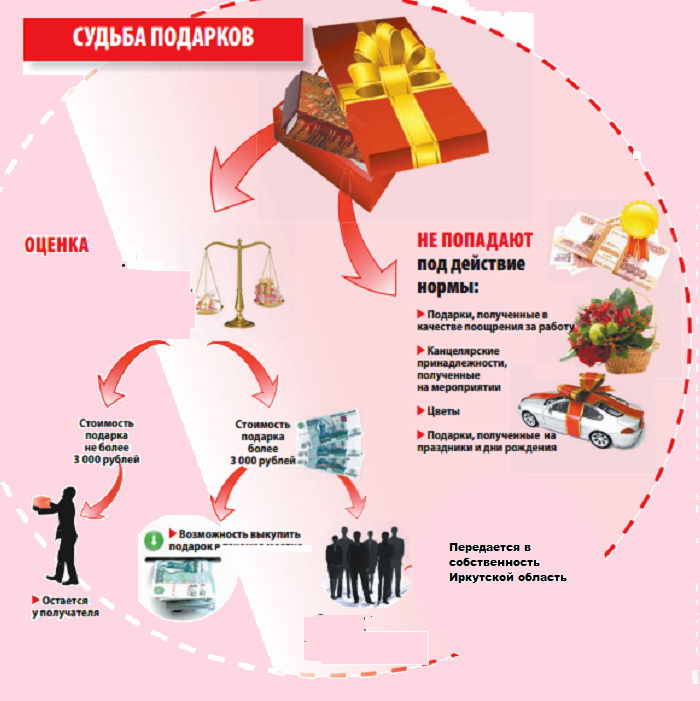 СУДЬБА ПОДАРКОВ
ОЦЕНКА
НЕ ПОПАДАЮТ
под действие
нормы:
Подарки, полученные в
качестве поощрения за работу
Канцелярские
принадлежности,
полученные
на мероприятии
Цветы
Подарки, полученные на
праздники и дни рождения
Стоимость
подарка
не более
3 000 рублей
Стоимость
подарка
более
3 000 рублей
Остается
у получателя
Возможность выкупить
подарок в
Передается в
собственность
Иркутской область